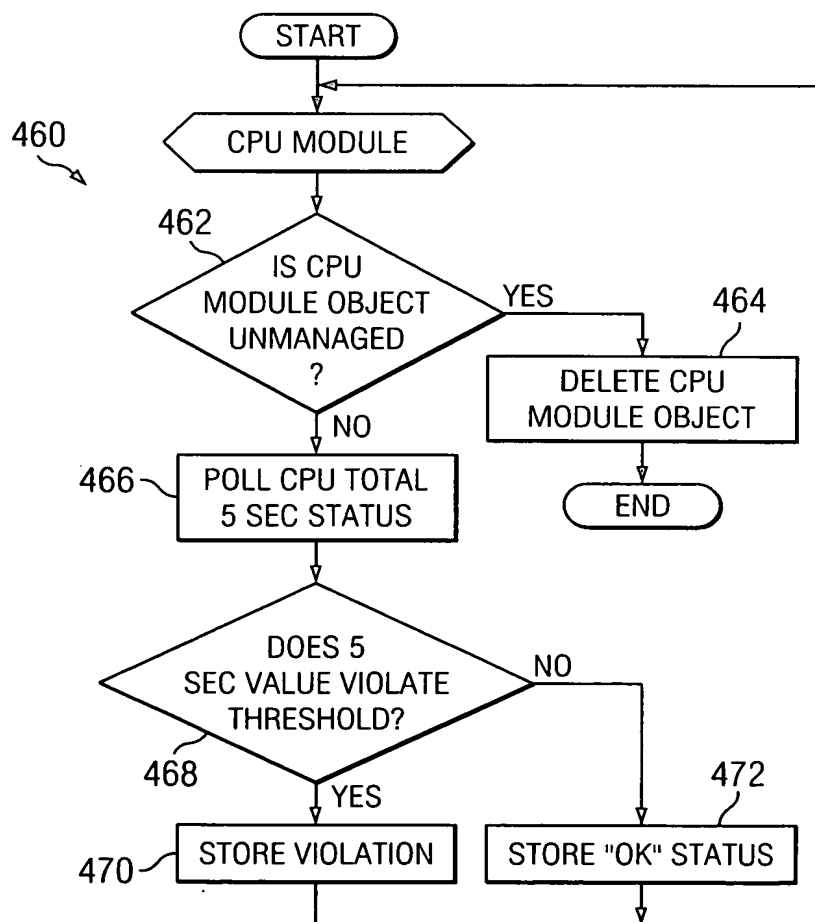 START
460
CPU MODULE
462
IS CPU
MODULE OBJECT
UNMANAGED
?
YES
464
DELETE CPU
MODULE OBJECT
NO
END
466
POLL CPU TOTAL
5 SEC STATUS
DOES 5
SEC VALUE VIOLATE
THRESHOLD?
NO
468
YES
472
470
STORE VIOLATION
STORE "OK" STATUS